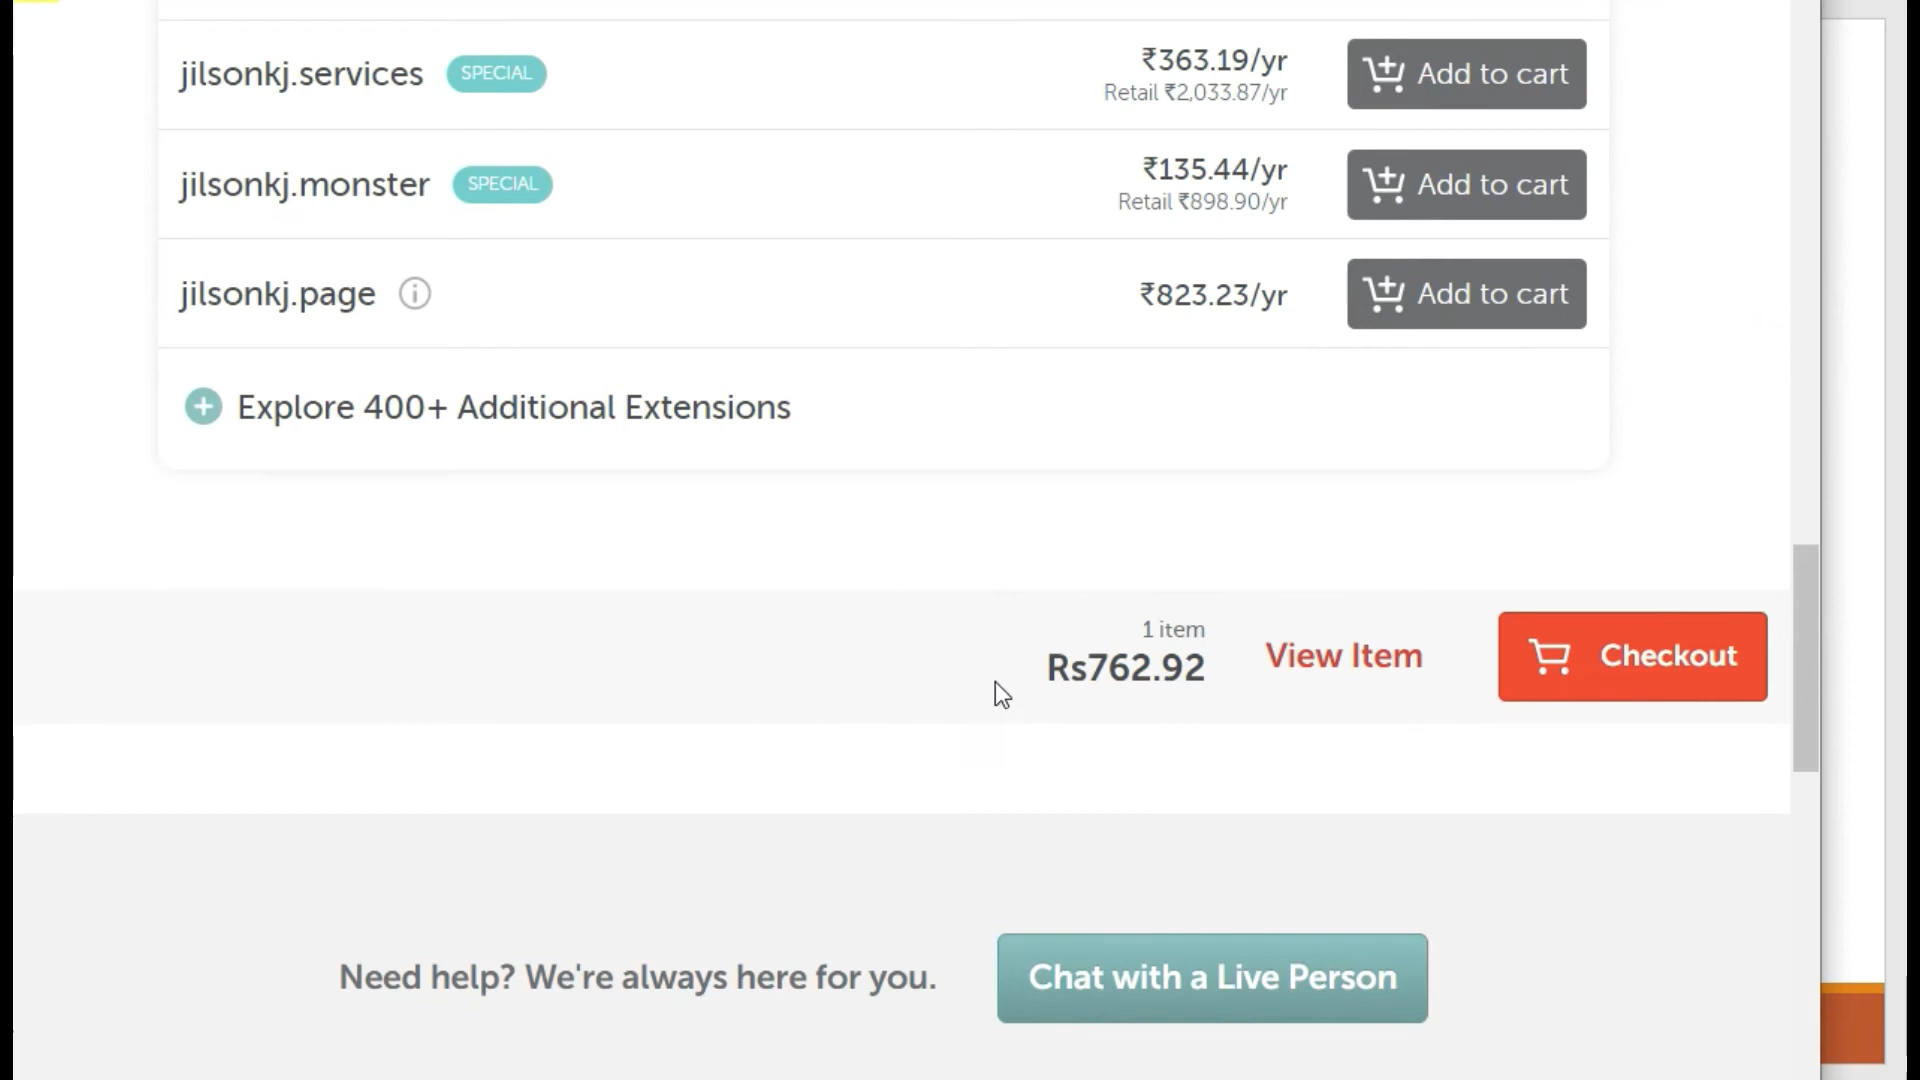 jilsonkj.services SPECIAL ₹363.19/yr Add to cart
Retail ₹2,033.87/yr
jilsonkj.monster SPECIAL ₹135.44/yr Add to cart
Retail ₹898.90/yr
jilsonkj.page ₹823.23/yr Add to cart
Explore 400+ Additional Extensions
1 item
Rs762.92 View Item Checkout
Need help? We're always here for you. Chat with a Live Person